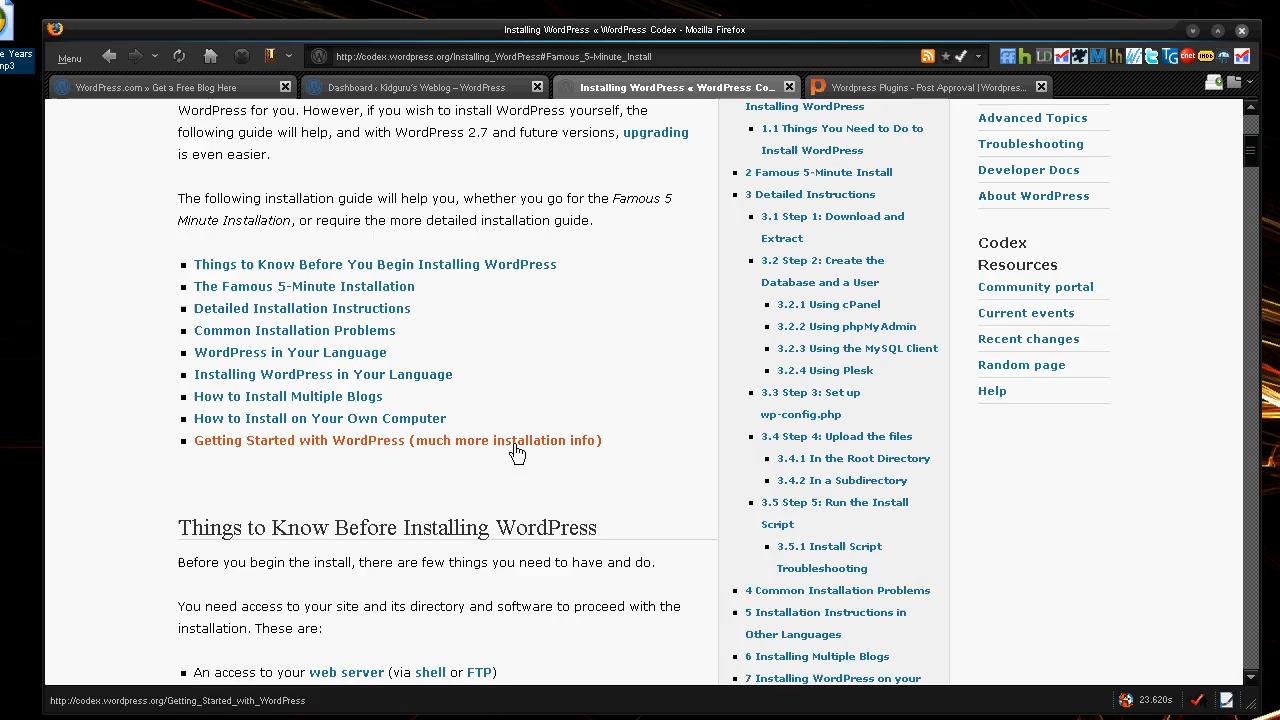 e Years
mp3
Installing WordPress « WordPress Codex - Mozilla Firefox
Menu
http://codex.wordpress.org/Installing_WordPress#Famous_5-Minute_Install
WordPress.com » Get a Free Blog Here
Dashboard ‹ Kidguru's Weblog — WordPress
Installing WordPress « WordPress Co...
Wordpress Plugins - Post Approval |Wordpres...
WordPress for you. However, if you wish to install WordPress yourself, the
following guide will help, and with WordPress 2.7 and future versions, upgrading
is even easier.
The following installation guide will help you, whether you go for the Famous 5
Minute Installation, or require the more detailed installation guide.
Things to Know Before You Begin Installing WordPress
The Famous 5-Minute Installation
Detailed Installation Instructions
Common Installation Problems
WordPress in Your Language
Installing WordPress in Your Language
How to Install Multiple Blogs
How to Install on Your Own Computer
Getting Started with WordPress (much more installation info)
Things to Know Before Installing WordPress
Before you begin the install, there are few things you need to have and do.
You need access to your site and its directory and software to proceed with the
installation. These are:
An access to your web server (via shell or FTP)
Installing WordPress
1.1 Things You Need to Do to
Install WordPress
2 Famous 5-Minute Install
3 Detailed Instructions
3.1 Step 1: Download and
Extract
3.2 Step 2: Create the
Database and a User
3.2.1 Using cPanel
3.2.2 Using phpMyAdmin
3.2.3 Using the MySQL Client
3.2.4 Using Plesk
3.3 Step 3: Set up
wp-config.php
3.4 Step 4: Upload the files
3.4.1 In the Root Directory
3.4.2 In a Subdirectory
3.5 Step 5: Run the Install
Script
3.5.1 Install Script
Troubleshooting
4 Common Installation Problems
5 Installation Instructions in
Other Languages
6 Installing Multiple Blogs
7 Installing WordPress on your
Advanced Topics
Troubleshooting
Developer Docs
About WordPress
Codex
Resources
Community portal
Current events
Recent changes
Random page
Help
http://codex.wordpress.org/Getting_Started_with_WordPress
23.620s